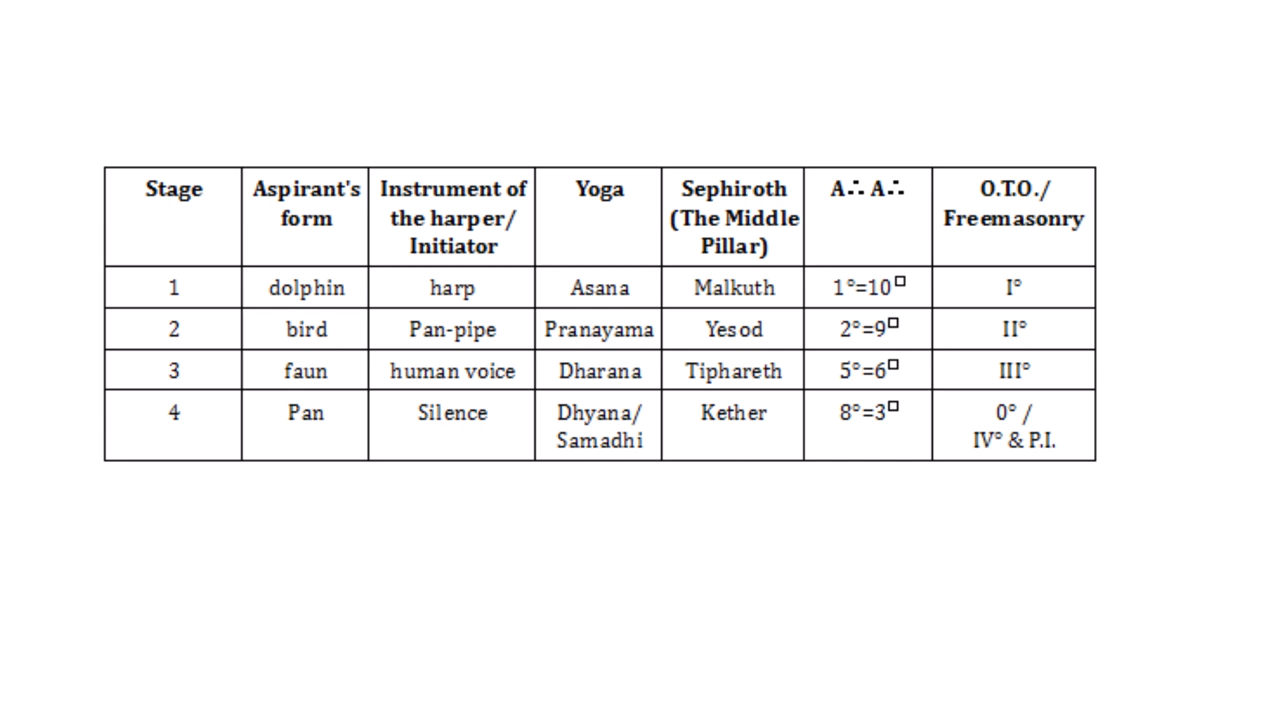 Stage Aspirant's form Instrument of the harper/ Initiator Yoga Sephiroth (The Middle Pillar) A∴ A∴ O.T.O./ Freemasonry
1 dolphin harp Asana Malkuth 1°=10□ I°
2 bird Pan-pipe Pranayama Yesod 2°=9□ II°
3 faun human voice Dharana Tiphareth 5°=6□ III°
4 Pan Silence Dhyana/ Samadhi Kether 8°=3□ 0° / IV° & P.I.